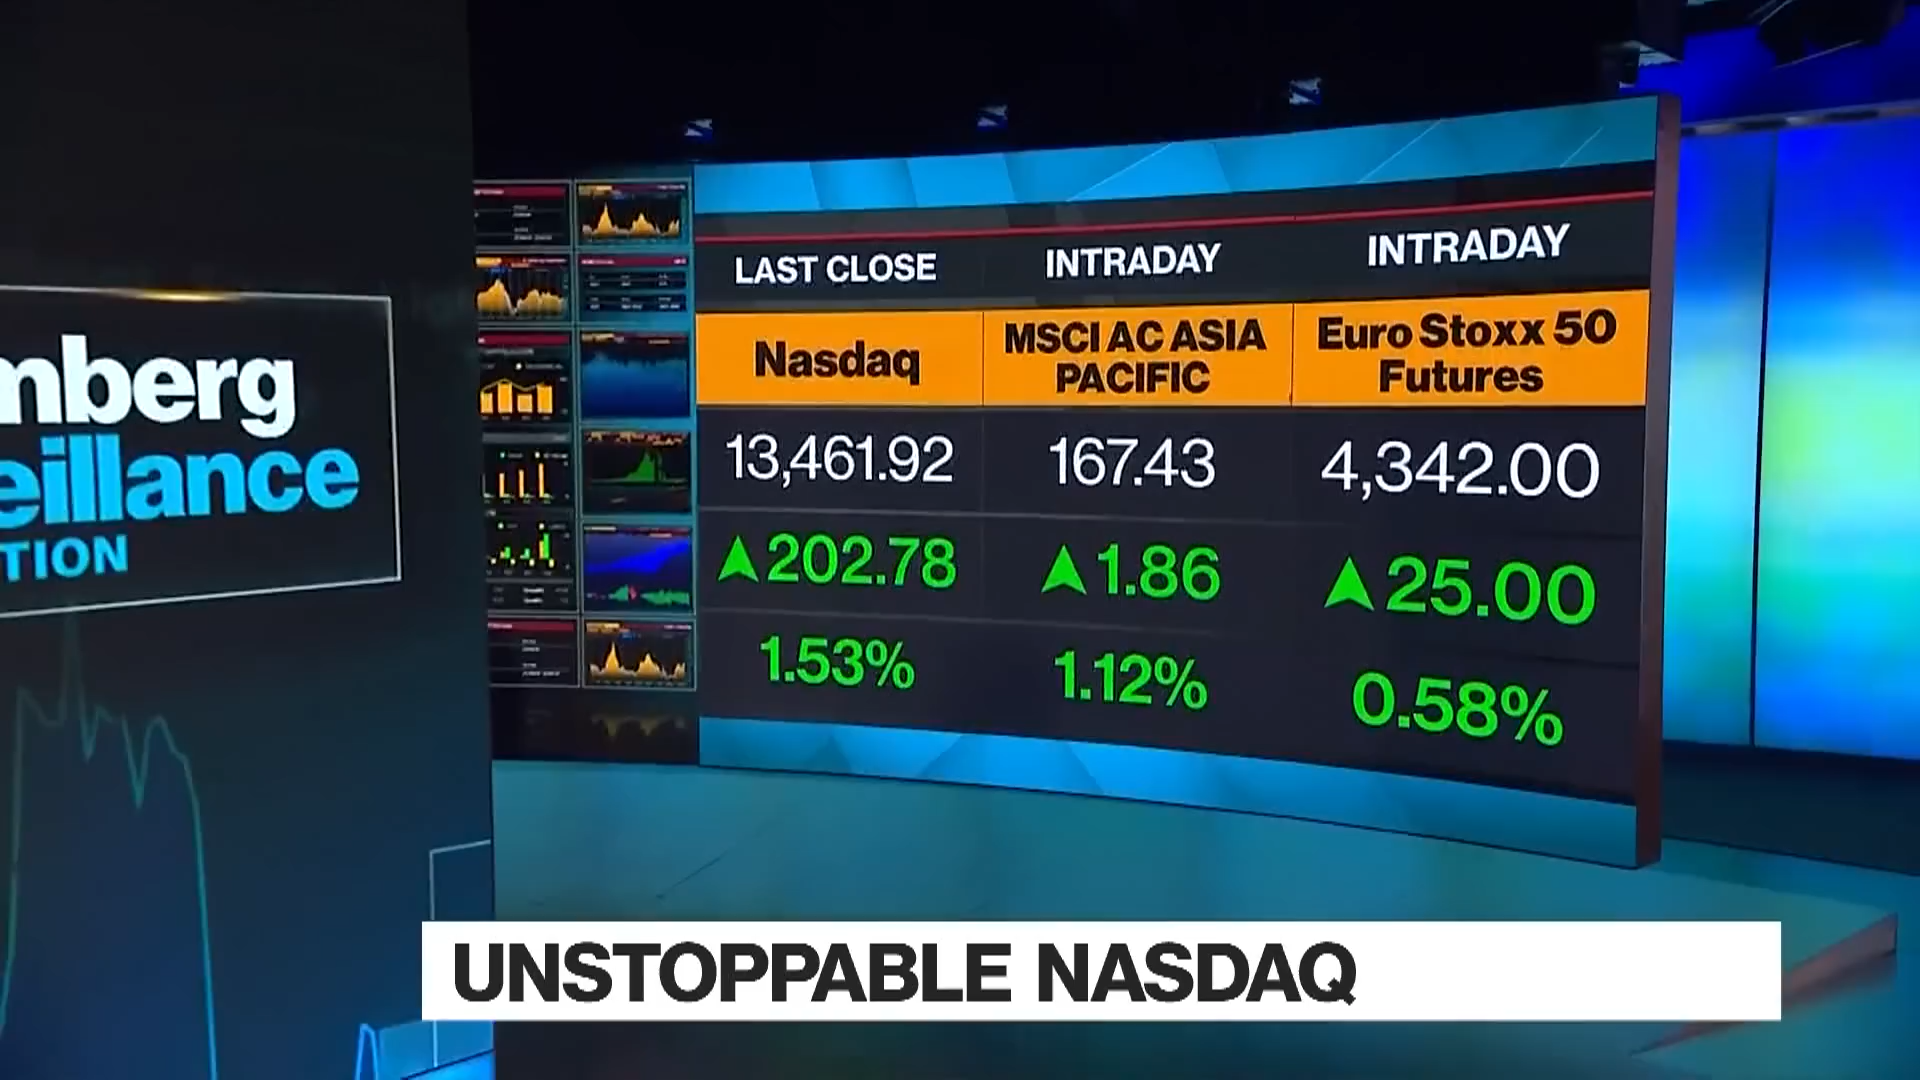 mberg
eillance
TION
LAST CLOSE
INTRADAY
INTRADAY
Nasdaq
MSCI AC ASIA
PACIFIC
Euro Stoxx 50
Futures
13,461.92
167.43
4,342.00
▲202.78
▲1.86
▲25.00
1.53%
1.12%
0.58%
UNSTOPPABLE NASDAQ